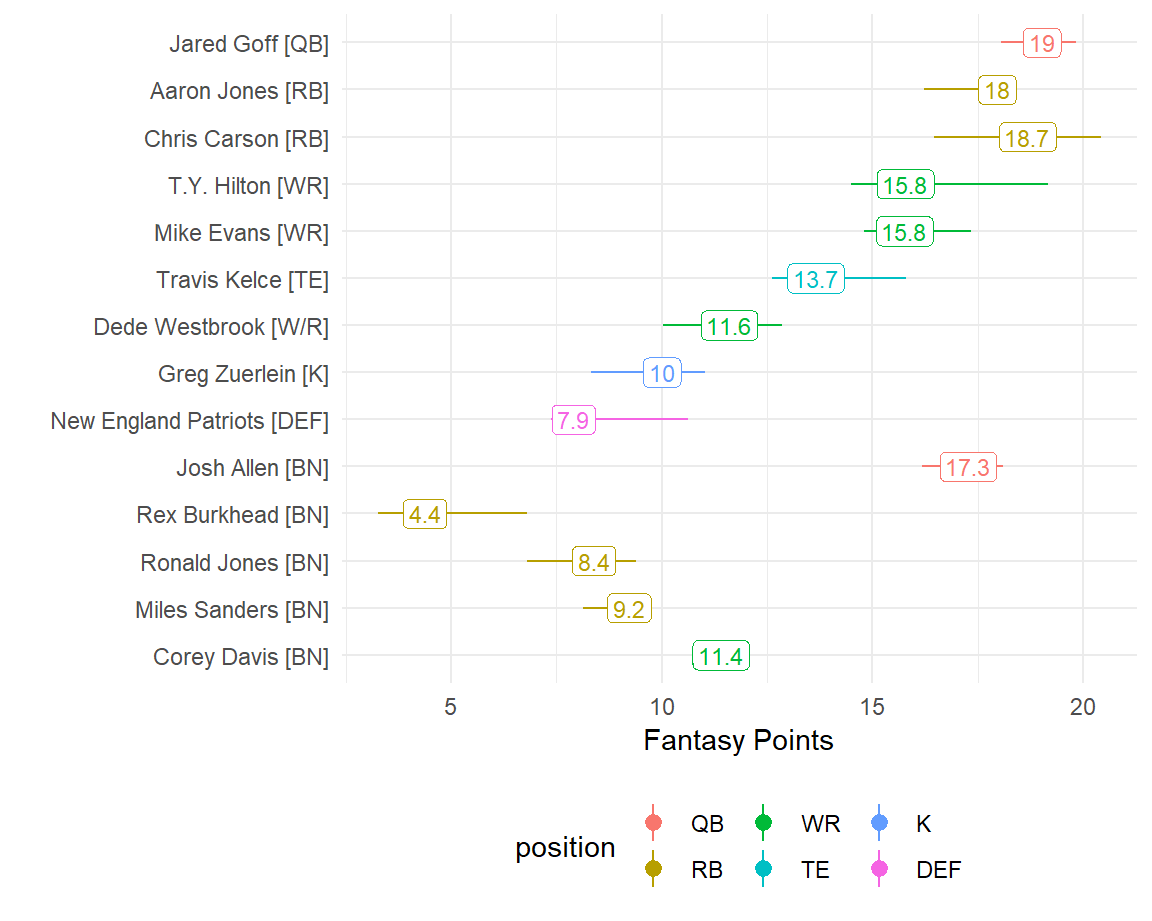 Jared Goff [QB] 19
Aaron Jones [RB] 18
Chris Carson [RB] 18.7
T.Y. Hilton [WR] 15.8
Mike Evans [WR] 15.8
Travis Kelce [TE] 13.7
Dede Westbrook [W/R] 11.6
Greg Zuerlein [K] 10
New England Patriots [DEF] 7.9
Josh Allen [BN] 17.3
Rex Burkhead [BN] 4.4
Ronald Jones [BN] 8.4
Miles Sanders [BN] 9.2
Corey Davis [BN] 11.4
5 10 15 20
Fantasy Points
position
QB WR K
RB TE DEF